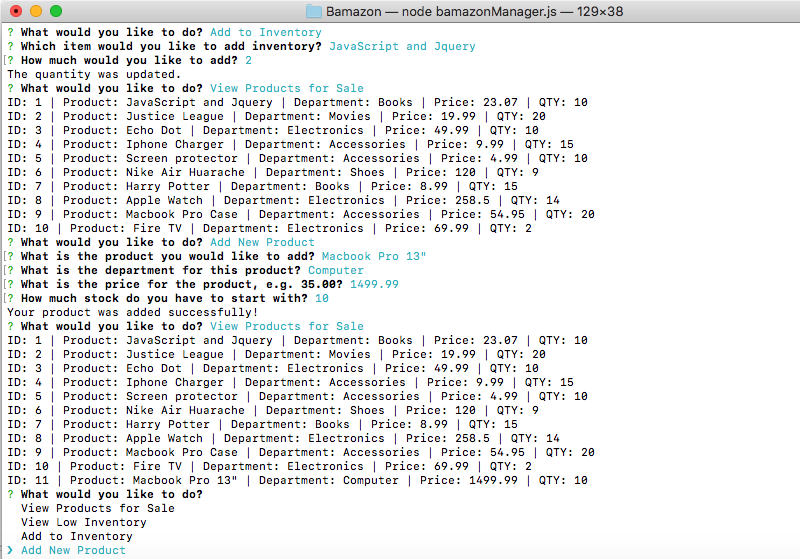 Bamazon — node bamazonManager.js — 129×38
? What would you like to do? Add to Inventory
? Which item would you like to add inventory? JavaScript and Jquery
[? How much would you like to add? 2
The quantity was updated.
? What would you like to do? View Products for Sale
ID: 1 | Product: JavaScript and Jquery | Department: Books | Price: 23.07 | QTY: 10
ID: 2 | Product: Justice League | Department: Movies | Price: 19.99 | QTY: 20
ID: 3 | Product: Echo Dot | Department: Electronics | Price: 49.99 | QTY: 10
ID: 4 | Product: Iphone Charger | Department: Accessories | Price: 9.99 | QTY: 15
ID: 5 | Product: Screen protector | Department: Accessories | Price: 4.99 | QTY: 10
ID: 6 | Product: Nike Air Huarache | Department: Shoes | Price: 120 | QTY: 9
ID: 7 | Product: Harry Potter | Department: Books | Price: 8.99 | QTY: 15
ID: 8 | Product: Apple Watch | Department: Electronics | Price: 258.5 | QTY: 14
ID: 9 | Product: Macbook Pro Case | Department: Accessories | Price: 54.95 | QTY: 20
ID: 10 | Product: Fire TV | Department: Electronics | Price: 69.99 | QTY: 2
? What would you like to do? Add New Product
[? What is the product you would like to add? Macbook Pro 13"
[? What is the department for this product? Computer
[? What is the price for the product, e.g. 35.00? 1499.99
[? How much stock do you have to start with? 10
Your product was added successfully!
? What would you like to do? View Products for Sale
ID: 1 | Product: JavaScript and Jquery | Department: Books | Price: 23.07 | QTY: 10
ID: 2 | Product: Justice League | Department: Movies | Price: 19.99 | QTY: 20
ID: 3 | Product: Echo Dot | Department: Electronics | Price: 49.99 | QTY: 10
ID: 4 | Product: Iphone Charger | Department: Accessories | Price: 9.99 | QTY: 15
ID: 5 | Product: Screen protector | Department: Accessories | Price: 4.99 | QTY: 10
ID: 6 | Product: Nike Air Huarache | Department: Shoes | Price: 120 | QTY: 9
ID: 7 | Product: Harry Potter | Department: Books | Price: 8.99 | QTY: 15
ID: 8 | Product: Apple Watch | Department: Electronics | Price: 258.5 | QTY: 14
ID: 9 | Product: Macbook Pro Case | Department: Accessories | Price: 54.95 | QTY: 20
ID: 10 | Product: Fire TV | Department: Electronics | Price: 69.99 | QTY: 2
ID: 11 | Product: Macbook Pro 13" | Department: Computer | Price: 1499.99 | QTY: 10
? What would you like to do?
View Products for Sale
View Low Inventory
Add to Inventory
❯ Add New Product